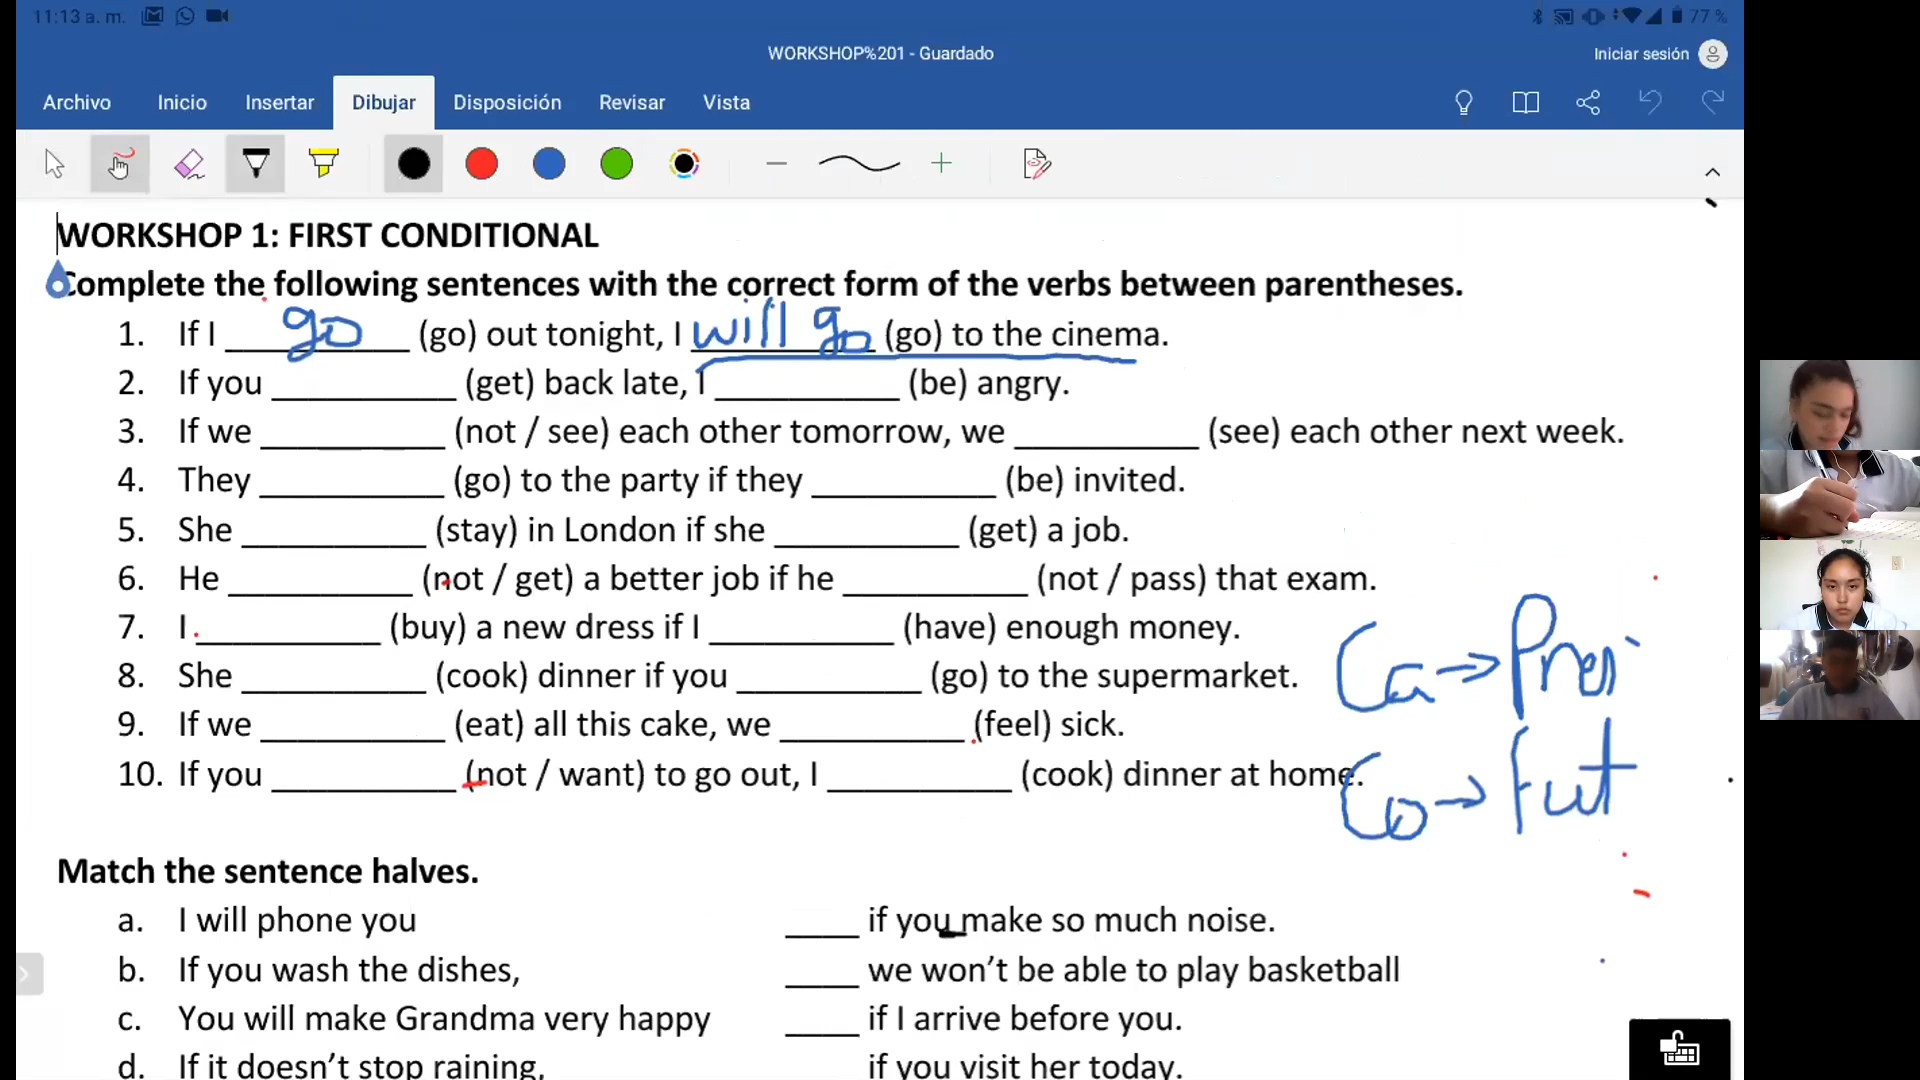 11:13 a. m. 77 %
WORKSHOP%201 - Guardado
Iniciar sesión
Archivo Inicio Insertar Dibujar Disposición Revisar Vista
WORKSHOP 1: FIRST CONDITIONAL
Complete the following sentences with the correct form of the verbs between parentheses.
1. If I go (go) out tonight, I will go (go) to the cinema.
2. If you __________ (get) back late, I __________ (be) angry.
3. If we __________ (not / see) each other tomorrow, we __________ (see) each other next week.
4. They __________ (go) to the party if they __________ (be) invited.
5. She __________ (stay) in London if she __________ (get) a job.
6. He __________ (not / get) a better job if he __________ (not / pass) that exam.
7. I __________ (buy) a new dress if I __________ (have) enough money.
8. She __________ (cook) dinner if you __________ (go) to the supermarket.
9. If we __________ (eat) all this cake, we __________ (feel) sick.
10. If you __________ (not / want) to go out, I __________ (cook) dinner at home.
Ca → Pres
Co → Fut
Match the sentence halves.
a. I will phone you ____ if you make so much noise.
b. If you wash the dishes, ____ we won't be able to play basketball
c. You will make Grandma very happy ____ if I arrive before you.
d. If it doesn't stop raining, if you visit her today.